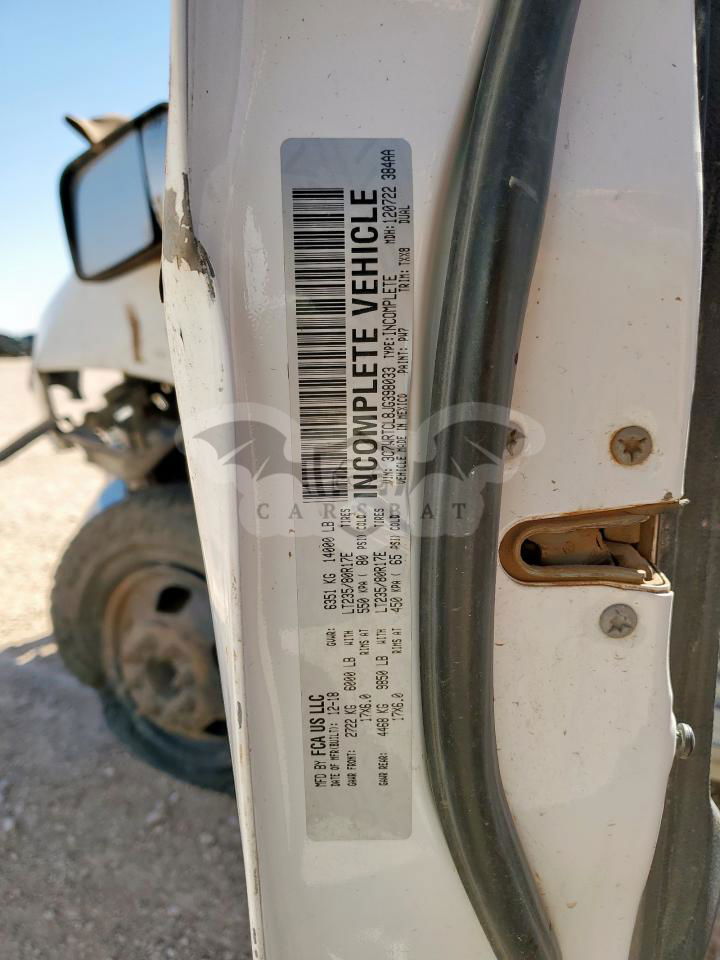 MFD BY FCA US LLC
DATE OF MFR(BUILT): 12-18 GVWR: 6351 KG 14000 LB
GAWR FRONT: 2722 KG 6000 LB WITH LT235/80R17E TIRES
17X6.0 RIMS AT 550 KPA ( 80 PSI) COLD
GAWR REAR: 4468 KG 9850 LB WITH LT235/80R17E TIRES
17X6.0 RIMS AT 450 KPA ( 65 PSI) COLD
INCOMPLETE VEHICLE
VIN: 3C7WRTCL8JG398033 TYPE:INCOMPLETE MDH:120722 384AA
VEHICLE MADE IN MEXICO PAINT: PW7 TRIM: TXX8 DUAL
CARSBAT